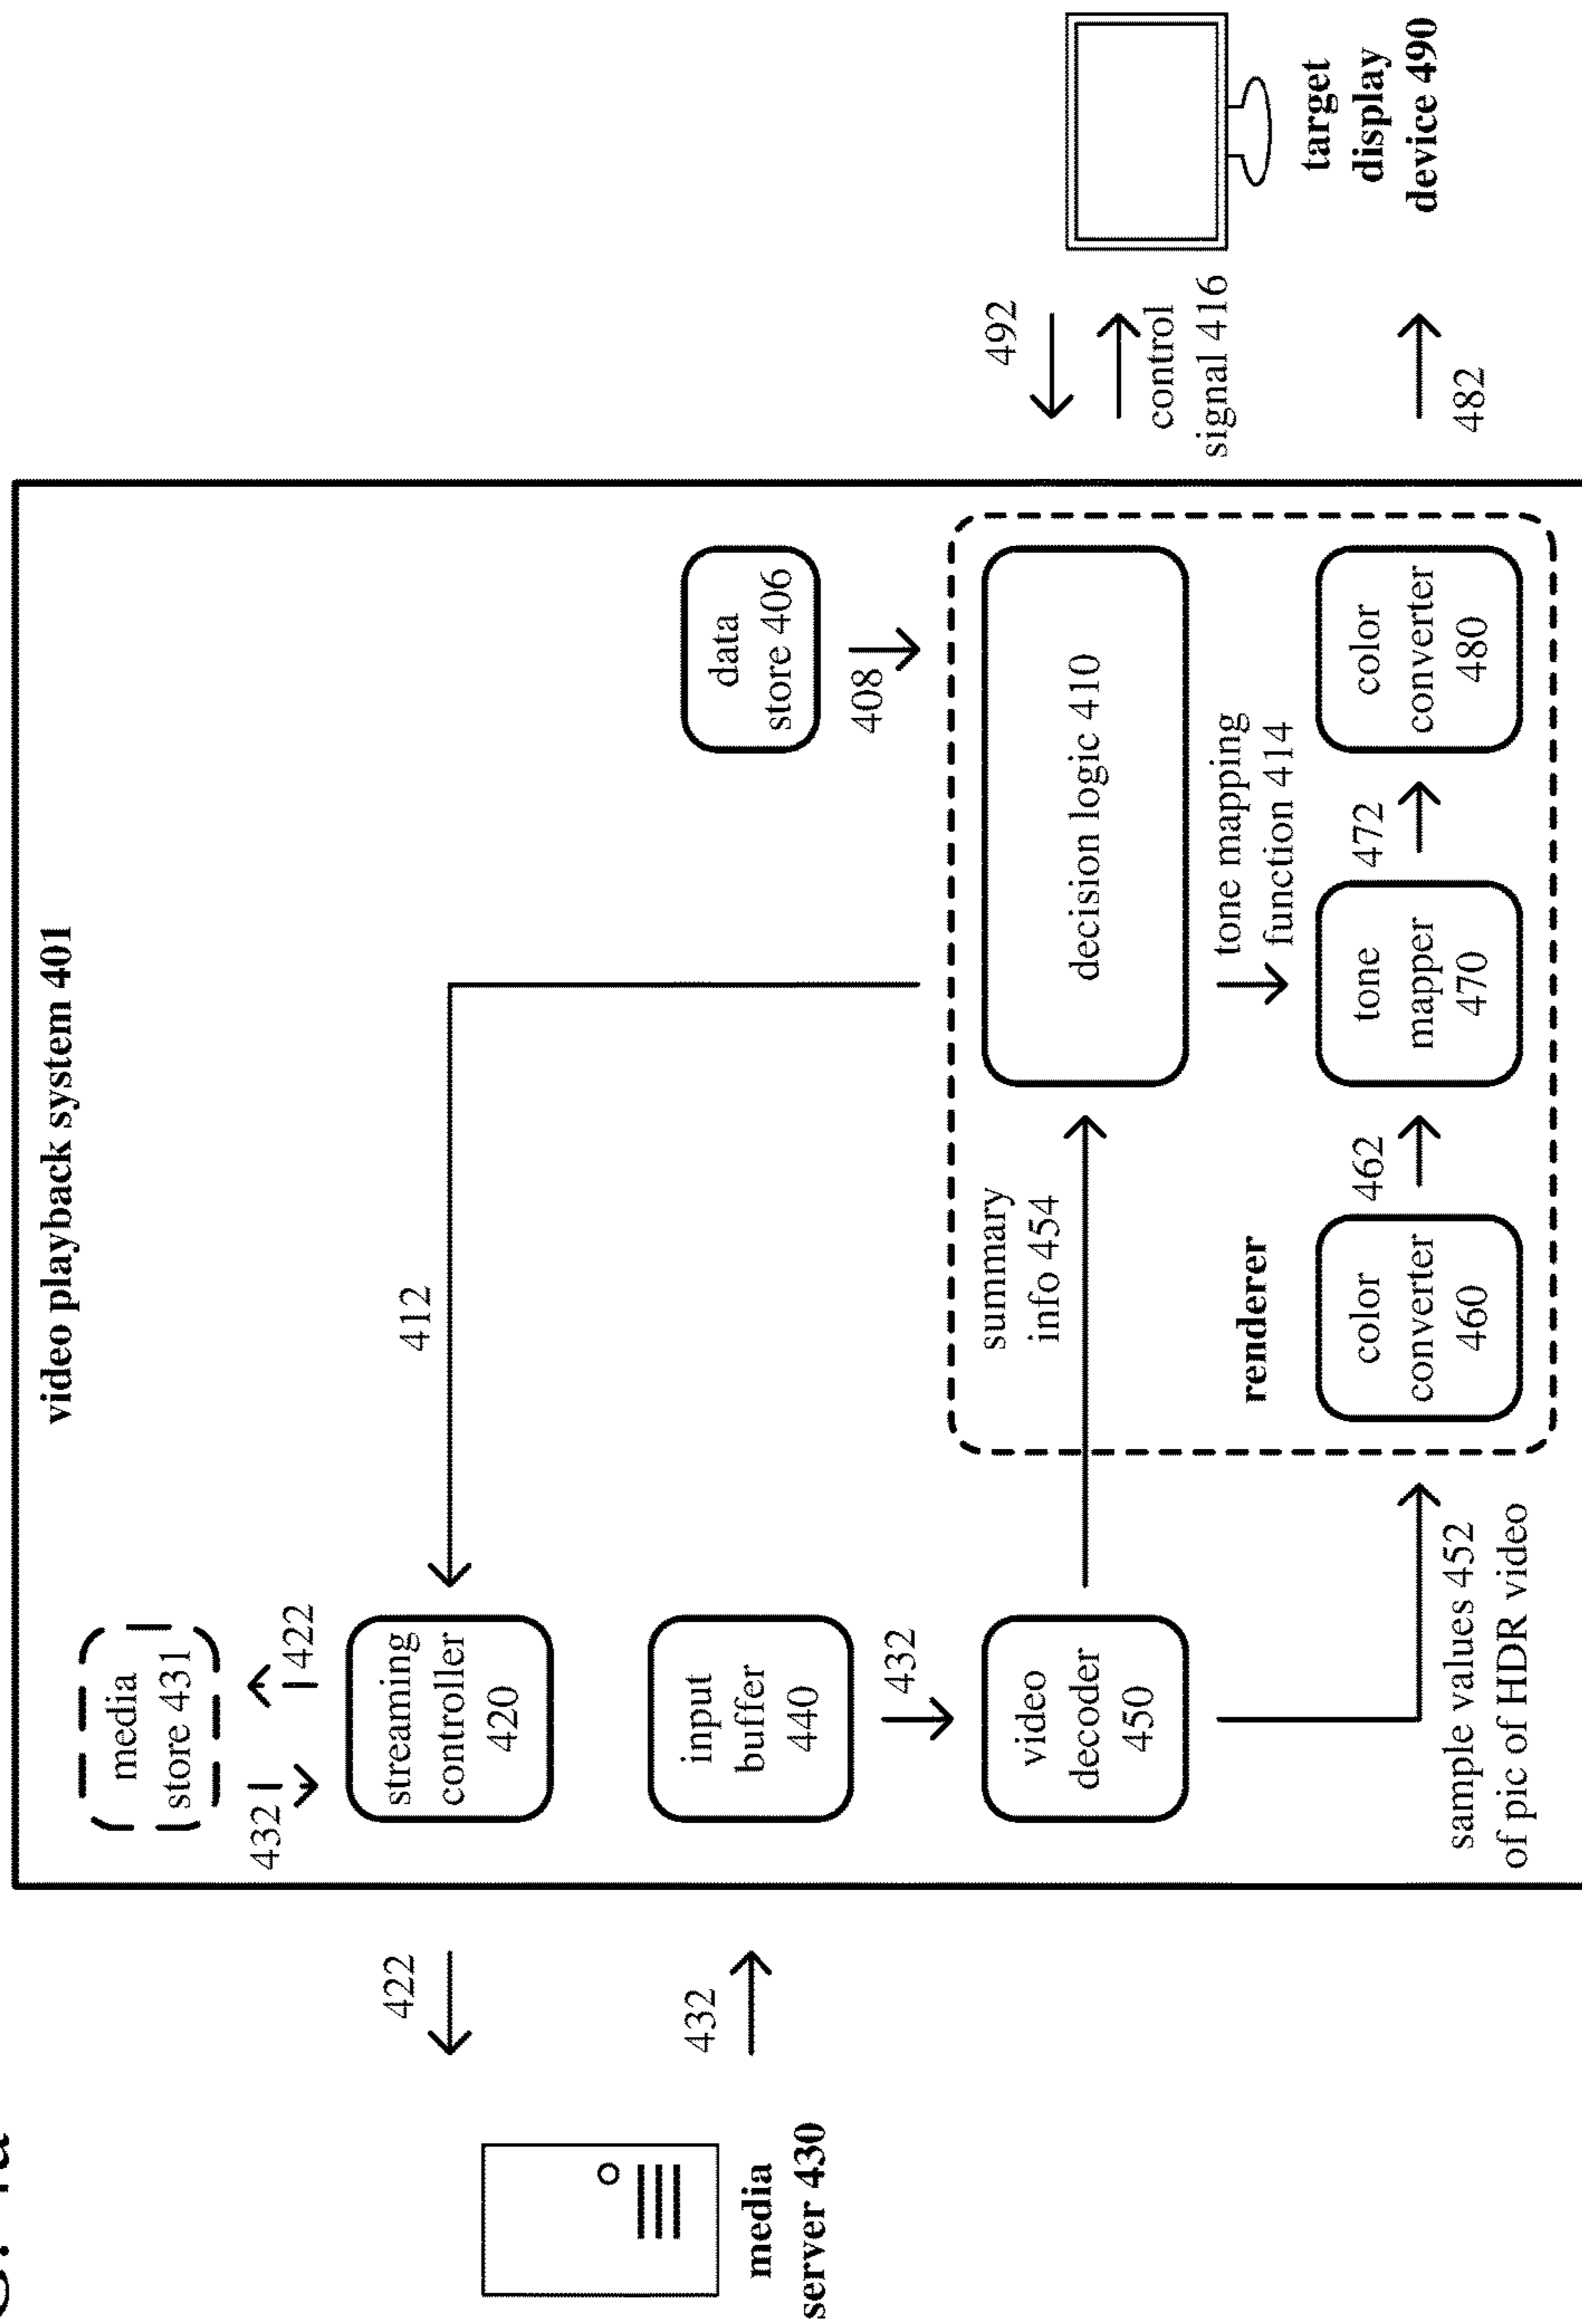 video playback system 401
media
store 431
432
422
422
streaming
controller
420
412
432
input
buffer
440
data
store 406
408
media
server 430
432
video
decoder
450
summary
info 454
decision logic 410
492
control
signal 416
tone mapping
function 414
renderer
target
display
device 490
color
converter
460
462
tone
mapper
470
472
color
converter
480
482
sample values 452
of pic of HDR video